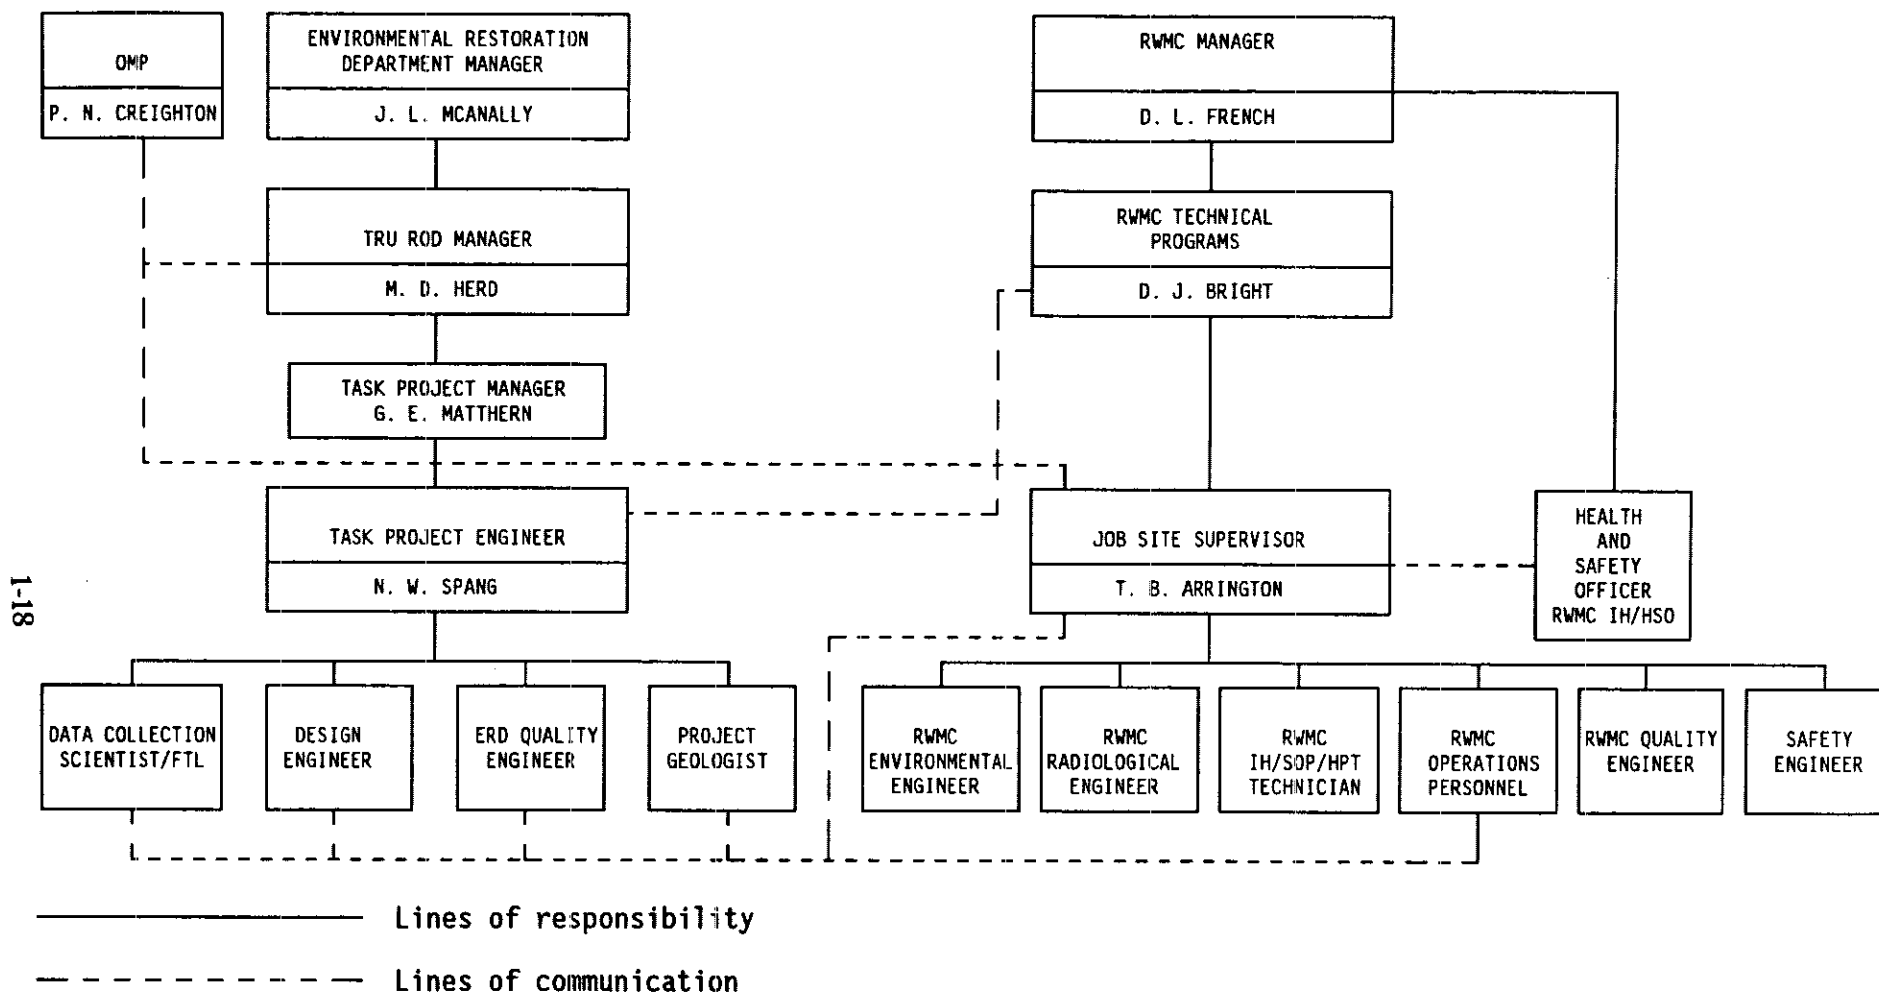 OMP
P. N. CREIGHTON
ENVIRONMENTAL RESTORATION
DEPARTMENT MANAGER
J. L. MCANALLY
RWMC MANAGER
D. L. FRENCH
TRU ROD MANAGER
M. D. HERD
RWMC TECHNICAL
PROGRAMS
D. J. BRIGHT
TASK PROJECT MANAGER
G. E. MATTHERN
TASK PROJECT ENGINEER
N. W. SPANG
JOB SITE SUPERVISOR
T. B. ARRINGTON
HEALTH
AND
SAFETY
OFFICER
RWMC IH/HSO
DATA COLLECTION
SCIENTIST/FTL
DESIGN
ENGINEER
ERD QUALITY
ENGINEER
PROJECT
GEOLOGIST
RWMC
ENVIRONMENTAL
ENGINEER
RWMC
RADIOLOGICAL
ENGINEER
RWMC
IH/SOP/HPT
TECHNICIAN
RWMC
OPERATIONS
PERSONNEL
RWMC QUALITY
ENGINEER
SAFETY
ENGINEER
Lines of responsibility
Lines of communication
1-18